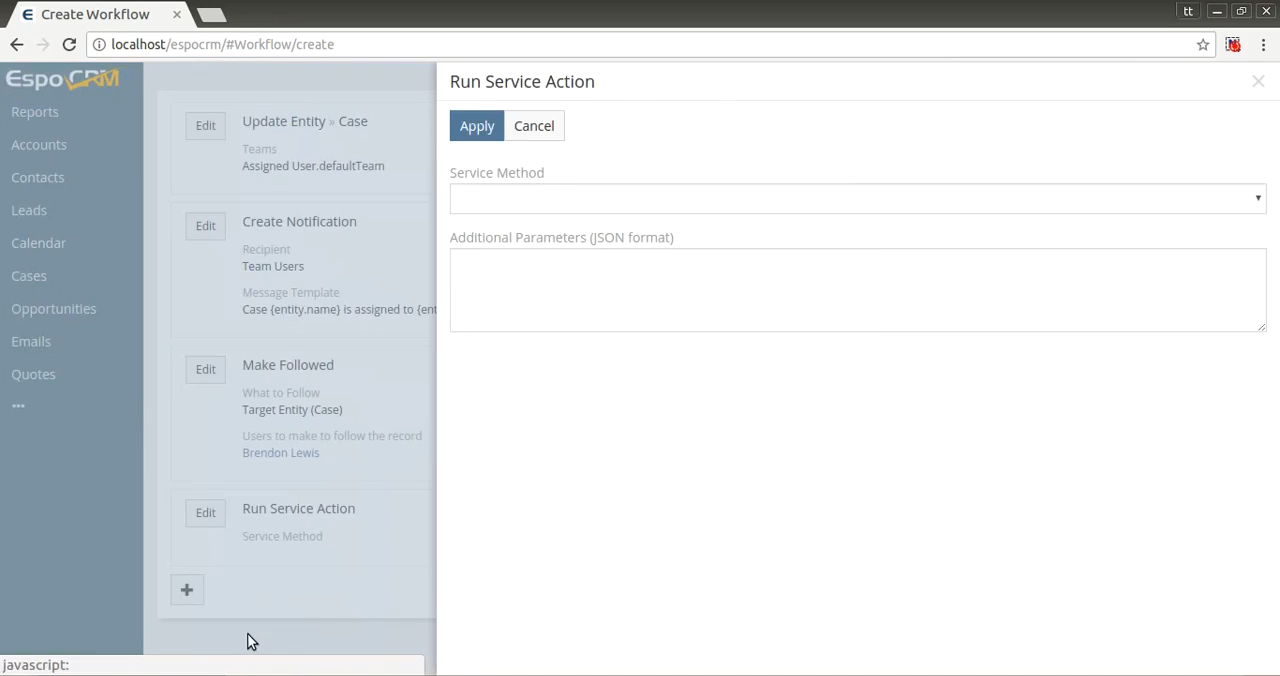 Create Workflow
tt
localhost/espocrm/#Workflow/create
EspoCRM
Reports
Accounts
Contacts
Leads
Calendar
Cases
Opportunities
Emails
Quotes
Edit
Update Entity » Case
Teams
Assigned User.defaultTeam
Edit
Create Notification
Recipient
Team Users
Message Template
Case {entity.name} is assigned to {ent
Edit
Make Followed
What to Follow
Target Entity (Case)
Users to make to follow the record
Brendon Lewis
Edit
Run Service Action
Service Method
javascript:
Run Service Action
Apply
Cancel
Service Method
Additional Parameters (JSON format)